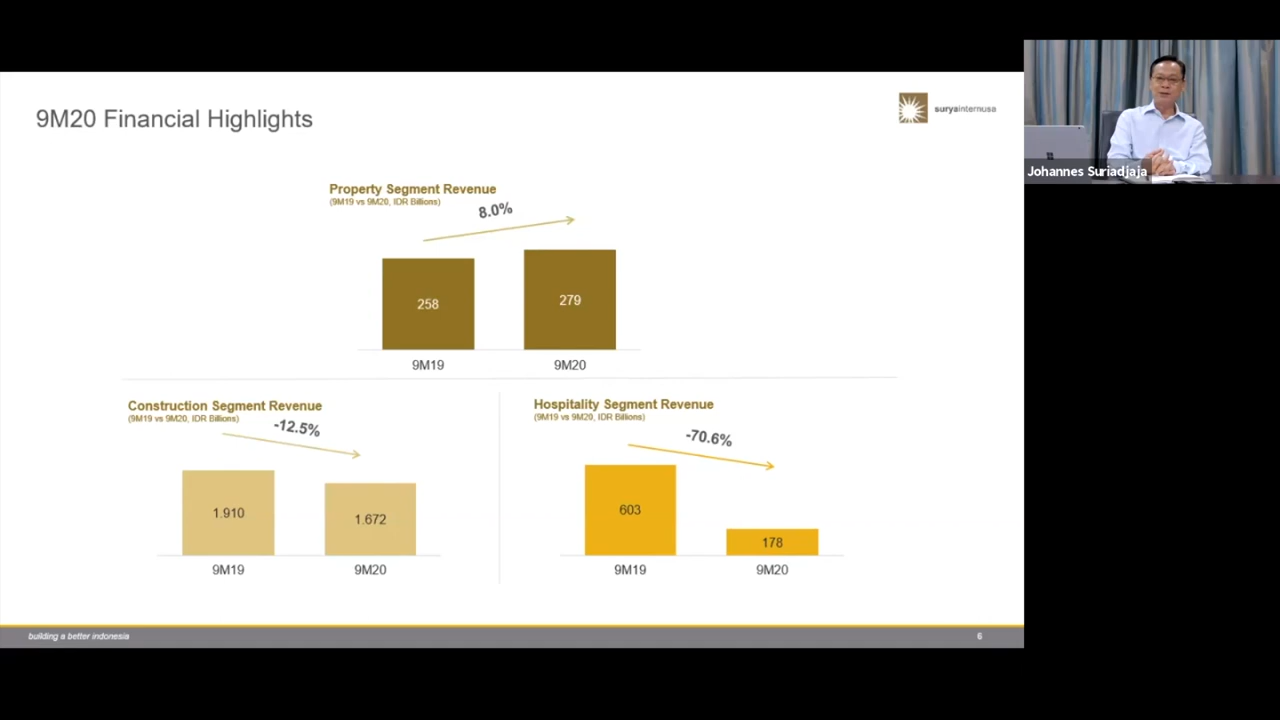 9M20 Financial Highlights
suryainternusa
Johannes Suriadjaja
Property Segment Revenue
(9M19 vs 9M20, IDR Billions)
8.0%
258
279
9M19
9M20
Construction Segment Revenue
(9M19 vs 9M20, IDR Billions)
-12.5%
1.910
1.672
9M19
9M20
Hospitality Segment Revenue
(9M19 vs 9M20, IDR Billions)
-70.6%
603
178
9M19
9M20
building a better indonesia
6